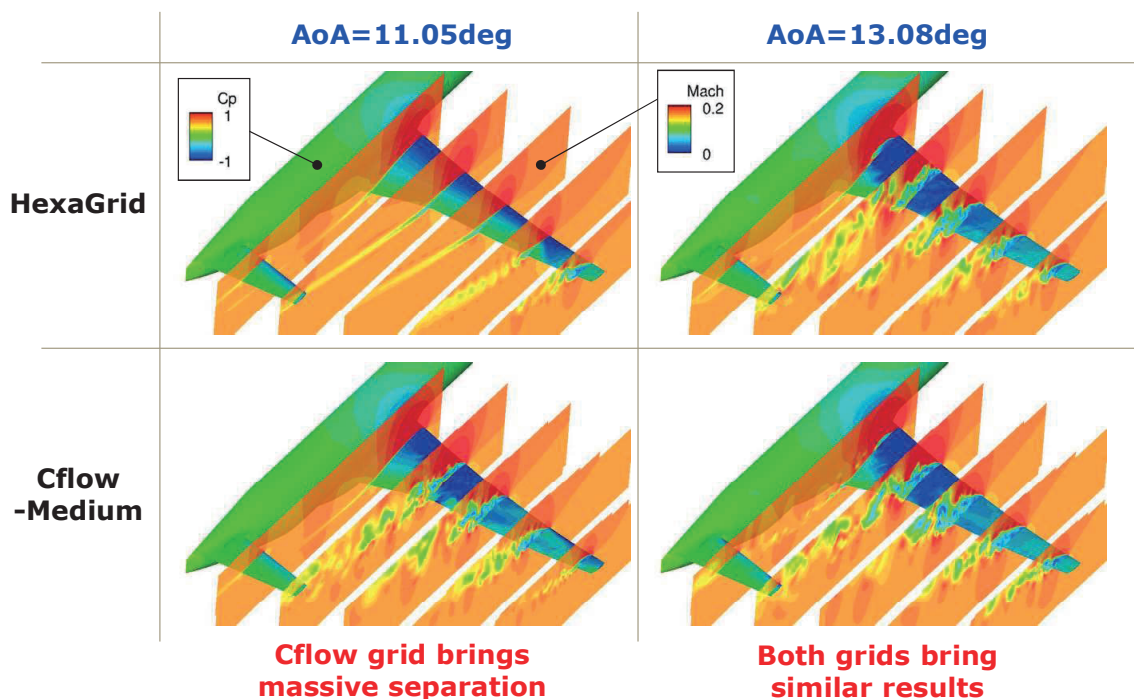 AoA=11.05deg
AoA=13.08deg
HexaGrid
Cp
1
-1
Mach
0.2
0
Cflow
-Medium
Cflow grid brings
massive separation
Both grids bring
similar results